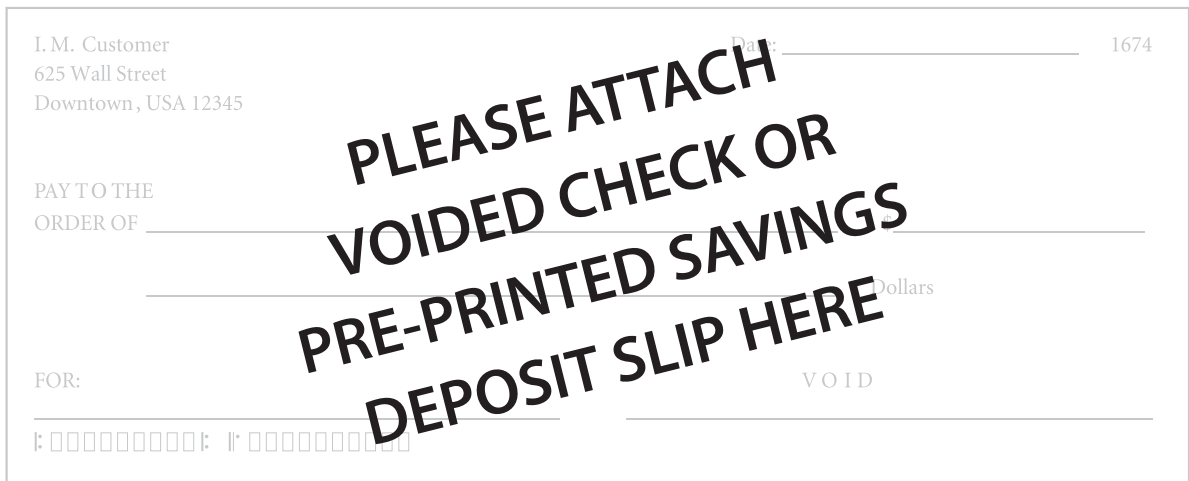 I. M. Customer
Date: 1674
625 Wall Street
Downtown, USA 12345
PLEASE ATTACH
VOIDED CHECK OR
PRE-PRINTED SAVINGS
DEPOSIT SLIP HERE
PAY TO THE
ORDER OF $
Dollars
FOR:
VOID